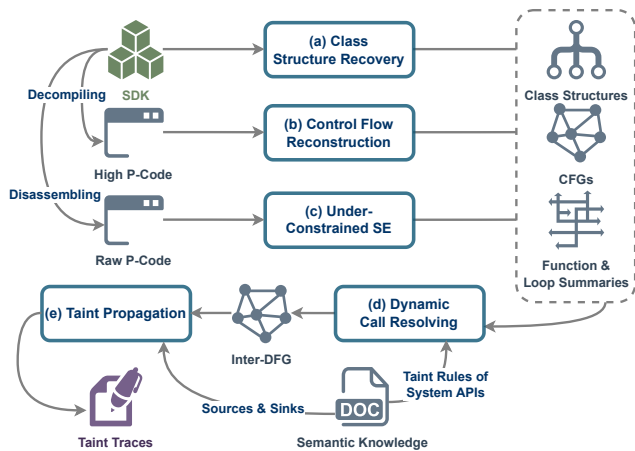 (a) Class
Structure Recovery
SDK
Decompiling
Class Structures
(b) Control Flow
Reconstruction
High P-Code
CFGs
Disassembling
(c) Under-
Constrained SE
Raw P-Code
Function &
Loop Summaries
(e) Taint Propagation
Inter-DFG
(d) Dynamic
Call Resolving
Taint Rules of
System APIs
Sources & Sinks
DOC
Taint Traces
Semantic Knowledge